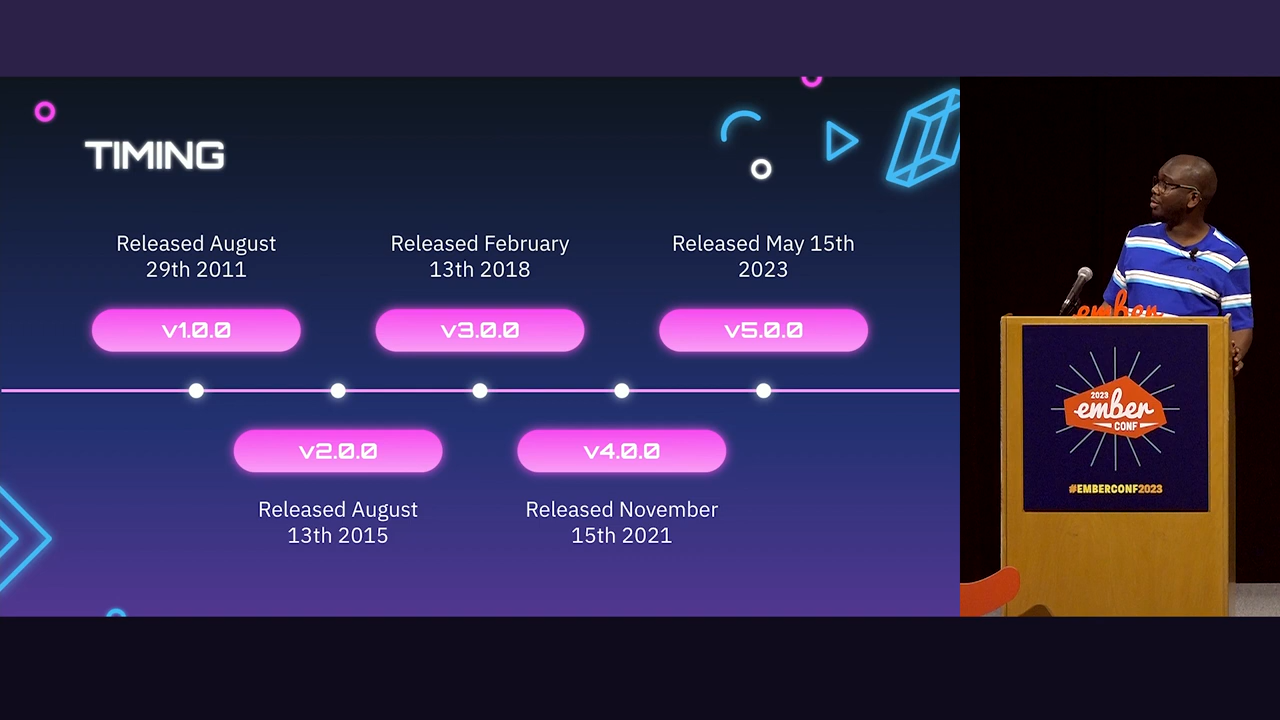 TIMING
Released August
29th 2011
Released February
13th 2018
Released May 15th
2023
v1.0.0
v3.0.0
v5.0.0
v2.0.0
v4.0.0
Released August
13th 2015
Released November
15th 2021
ember
2023
ember
CONF
#EMBERCONF2023